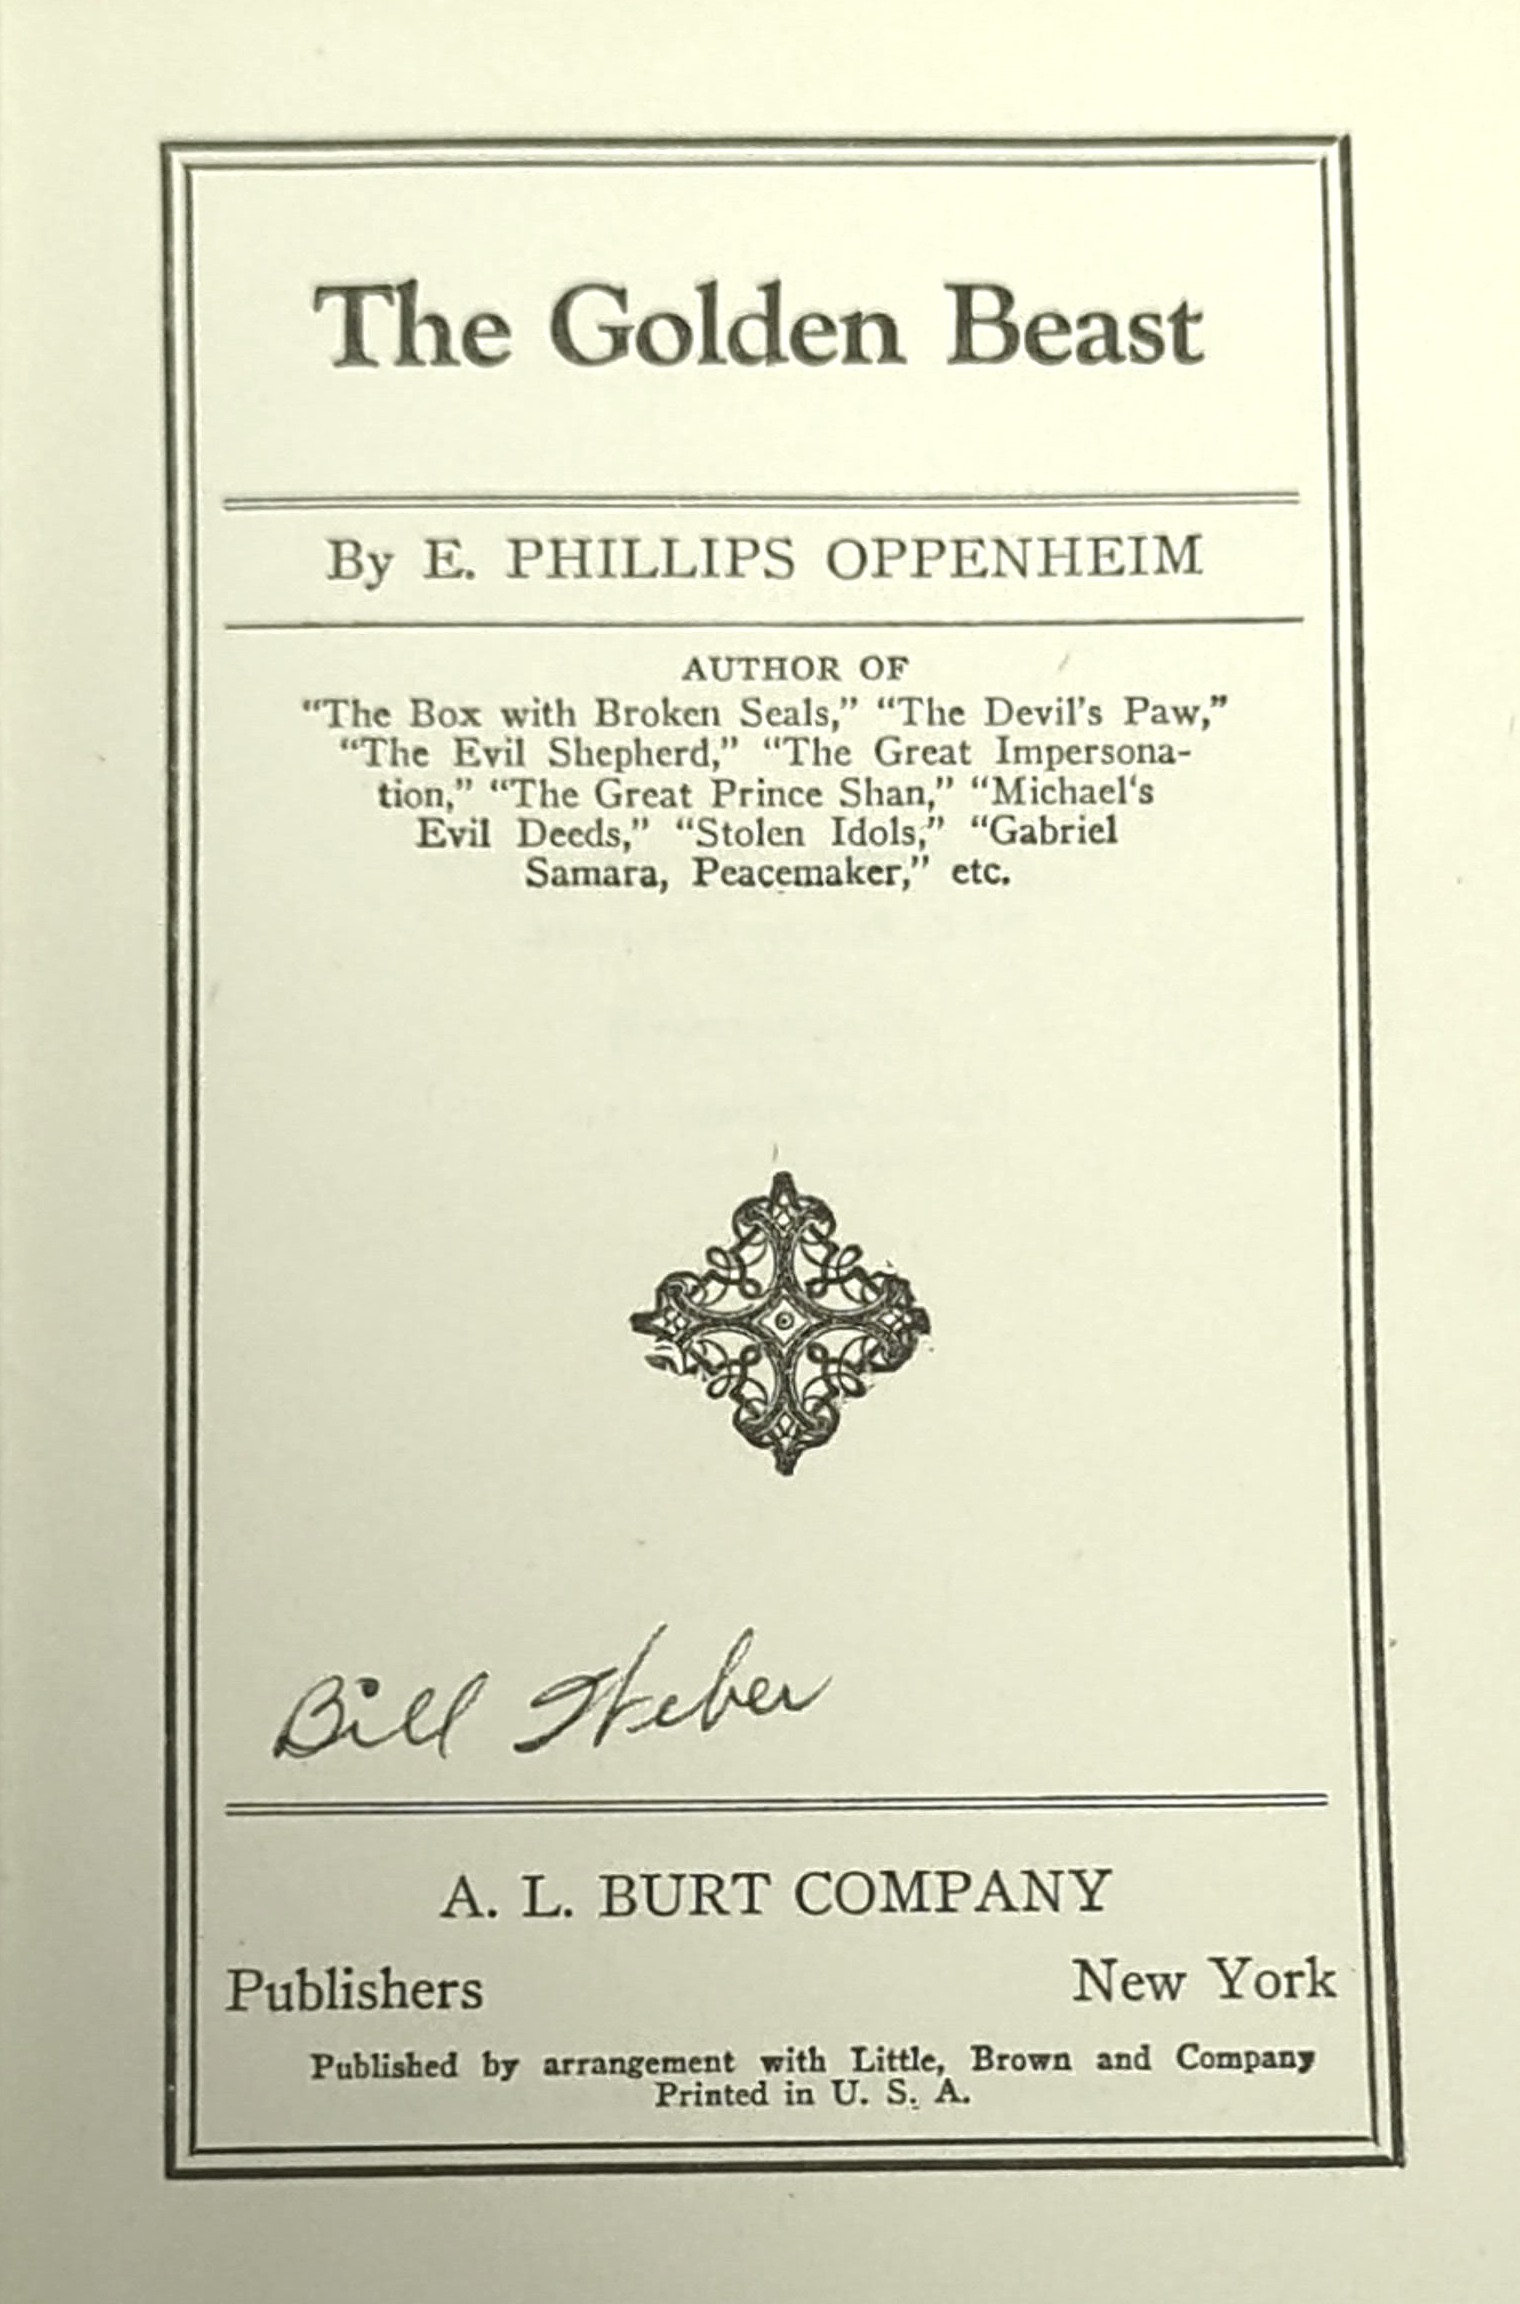 The Golden Beast
By E. PHILLIPS OPPENHEIM
AUTHOR OF
“The Box with Broken Seals,” “The Devil's Paw,”
“The Evil Shepherd,” “The Great Impersona-
tion,” “The Great Prince Shan,” “Michael‘s
Evil Deeds,” “Stolen Idols,” “Gabriel
Samara, Peacemaker,” etc.
Bill Weber
A. L. BURT COMPANY
Publishers New York
Published by arrangement with Little, Brown and Company
Printed in U. S. A.